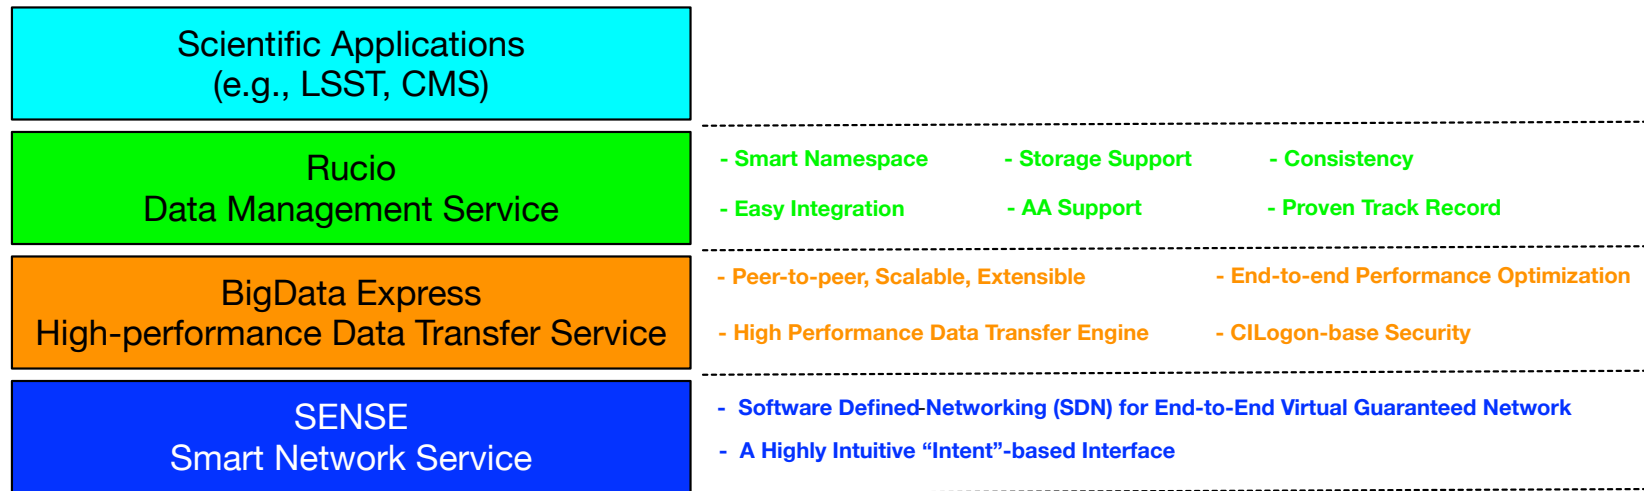 Scientific Applications
(e.g., LSST, CMS)
Rucio
Data Management Service
- Smart Namespace
- Storage Support
- Consistency
- Easy Integration
- AA Support
- Proven Track Record
BigData Express
High-performance Data Transfer Service
- Peer-to-peer, Scalable, Extensible
- End-to-end Performance Optimization
- High Performance Data Transfer Engine
- CILogon-base Security
SENSE
Smart Network Service
- Software Defined-Networking (SDN) for End-to-End Virtual Guaranteed Network
- A Highly Intuitive “Intent”-based Interface